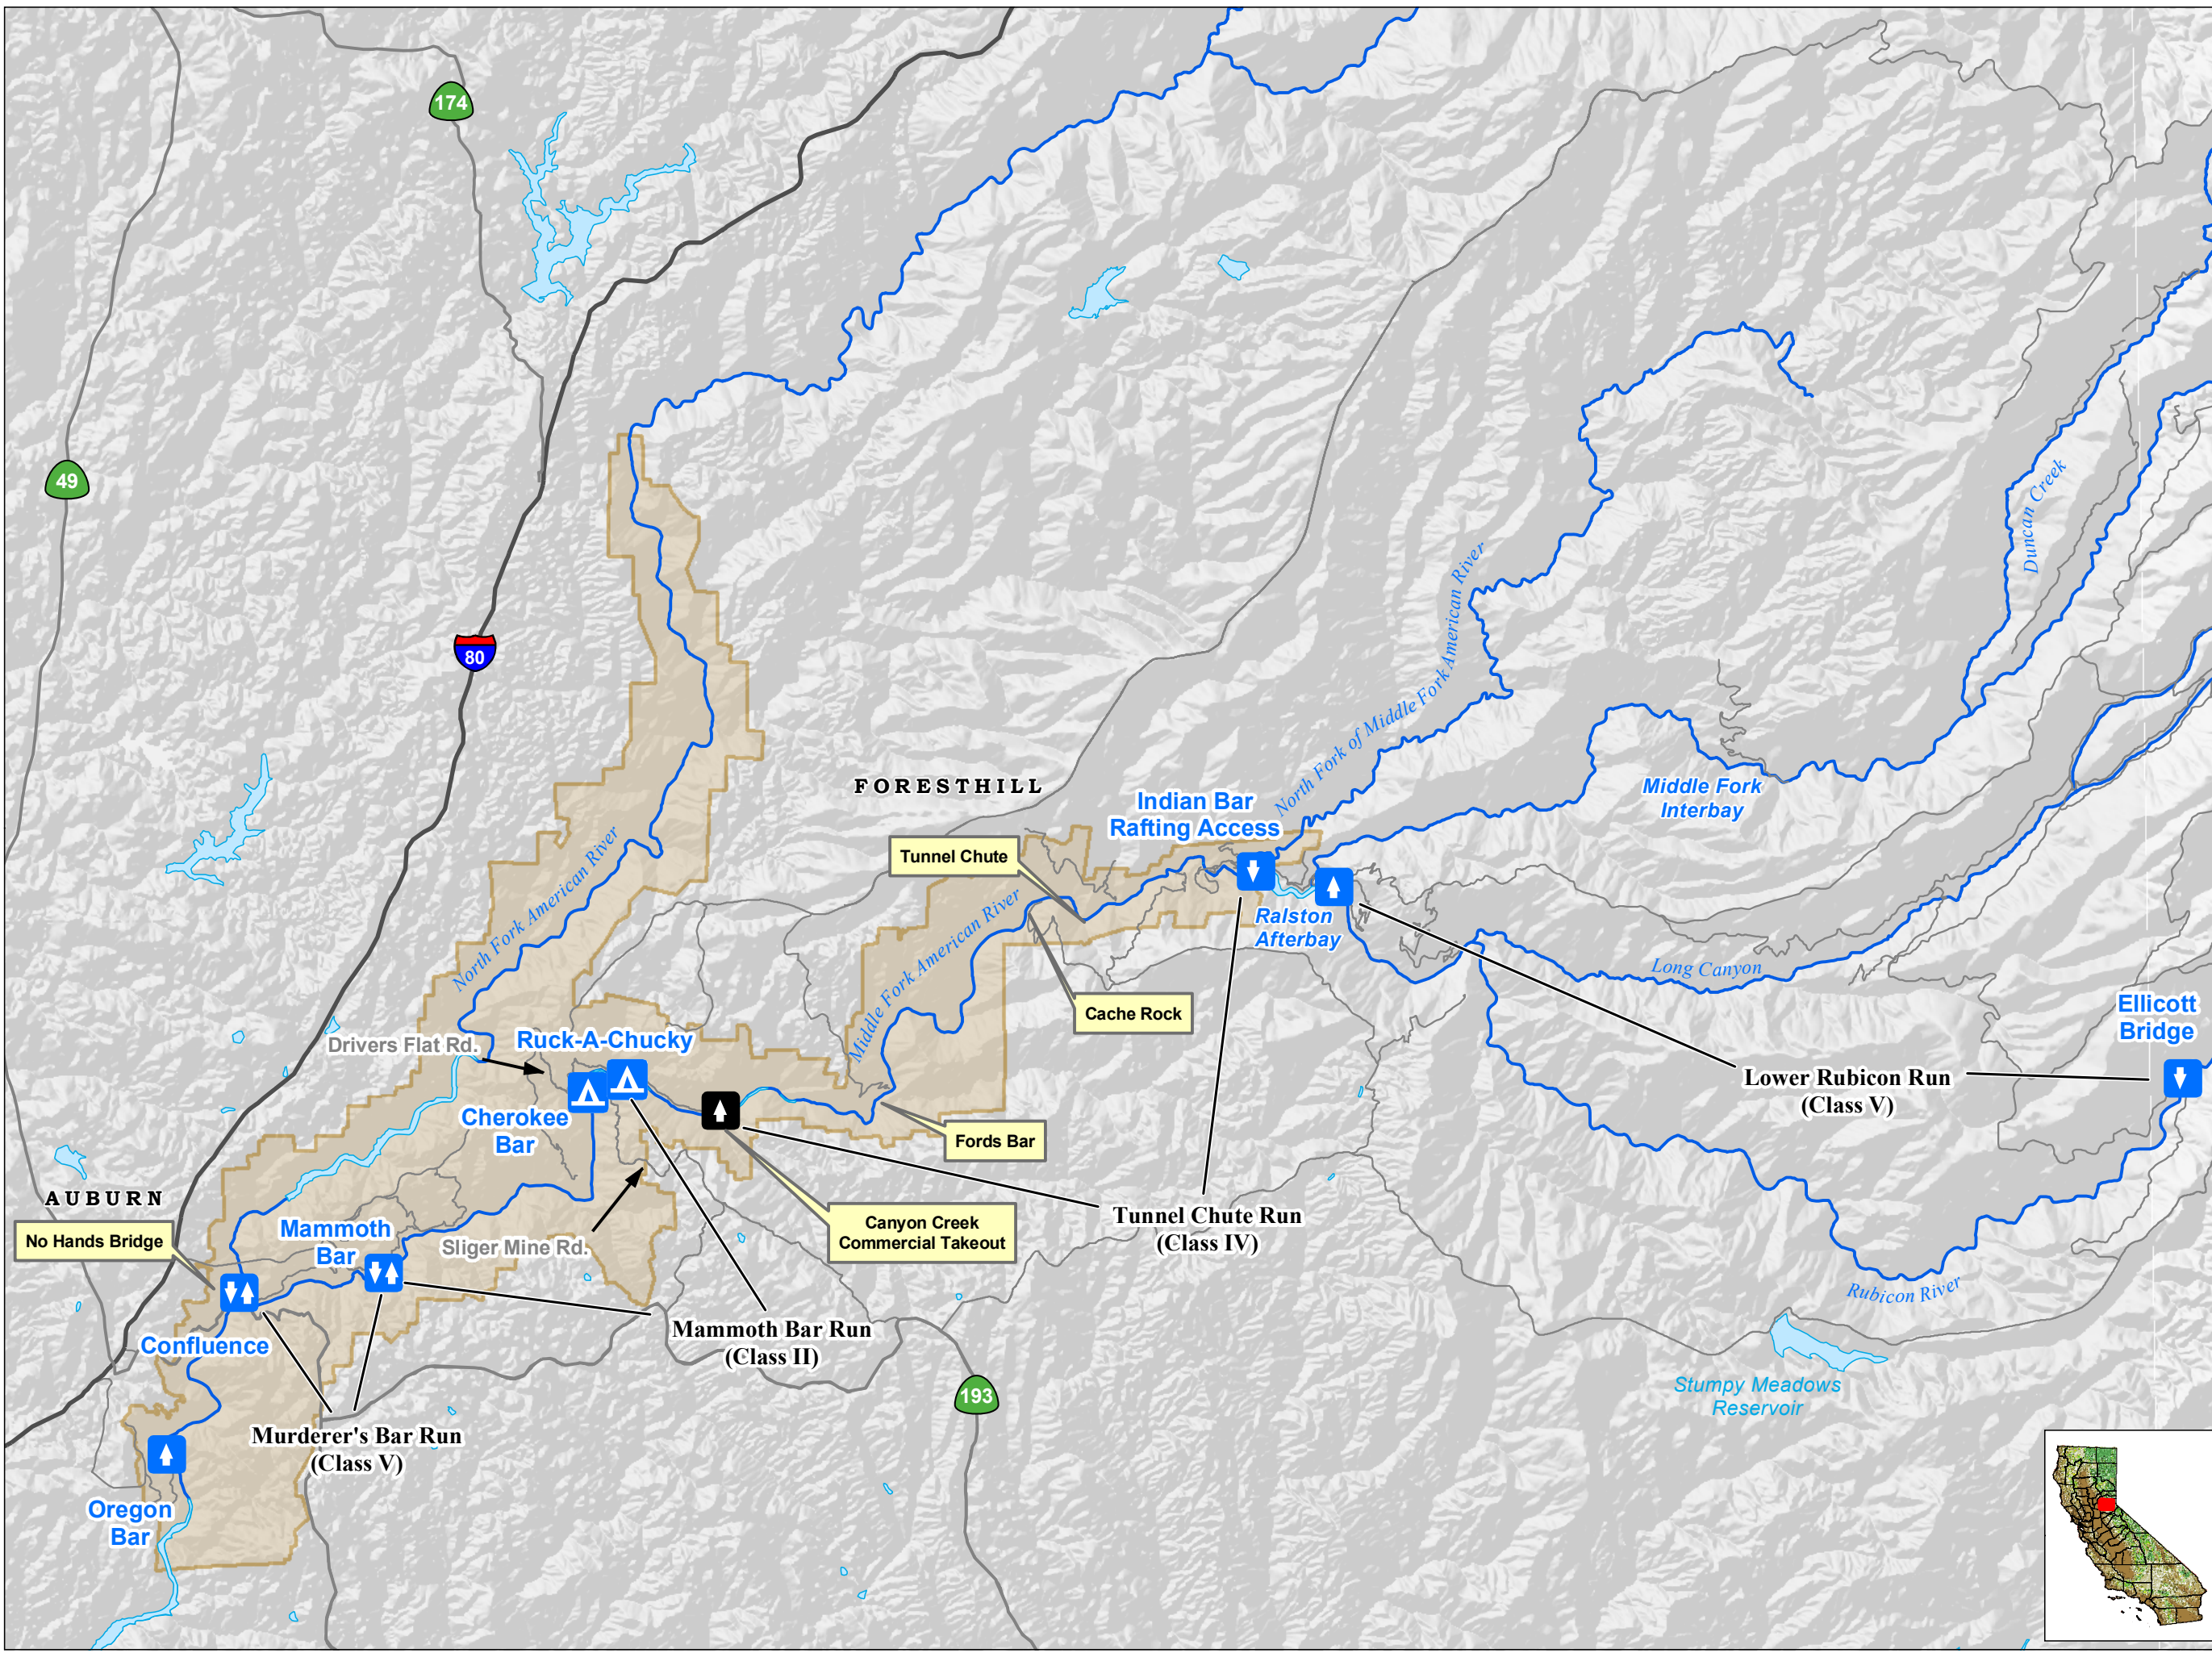 174
49
80
Duncan Creek
North Fork of Middle Fork American River
FORESTHILL
Middle Fork
Interbay
Indian Bar
Rafting Access
Tunnel Chute
North Fork American River
Middle Fork American River
Ralston
Afterbay
Long Canyon
Cache Rock
Ellicott
Bridge
Drivers Flat Rd.
Ruck-A-Chucky
Lower Rubicon Run
(Class V)
Cherokee
Bar
Fords Bar
AUBURN
Canyon Creek
Commercial Takeout
Tunnel Chute Run
(Class IV)
No Hands Bridge
Mammoth
Bar
Sliger Mine Rd.
Rubicon River
Confluence
Mammoth Bar Run
(Class II)
193
Stumpy Meadows
Reservoir
Murderer's Bar Run
(Class V)
Oregon
Bar